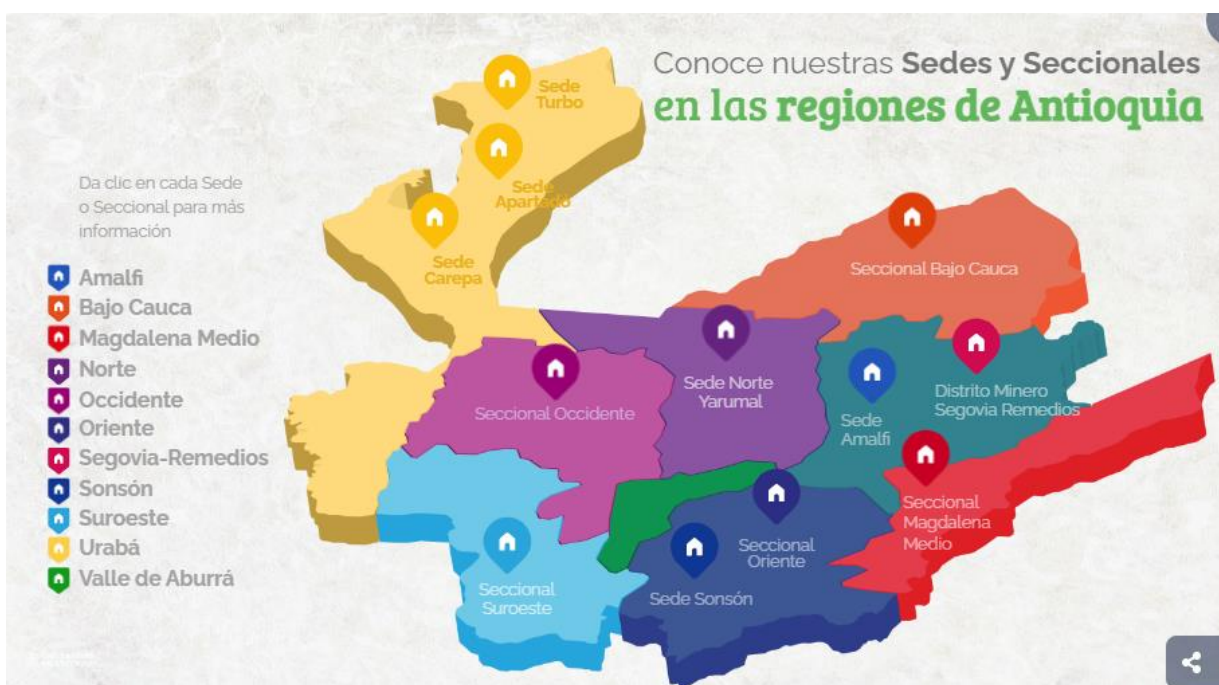 Conoce nuestras Sedes y Seccionales
en las regiones de Antioquia
Da clic en cada Sede
o Seccional para más
información
Amalfi
Bajo Cauca
Magdalena Medio
Norte
Occidente
Oriente
Segovia-Remedios
Sonsón
Suroeste
Urabá
Valle de Aburrá
Sede
Turbo
Sede
Apartadó
Sede
Carepa
Seccional Bajo Cauca
Seccional Occidente
Sede Norte
Yarumal
Sede
Amalfi
Distrito Minero
Segovia Remedios
Seccional
Magdalena
Medio
Seccional
Oriente
Sede Sonsón
Seccional
Suroeste